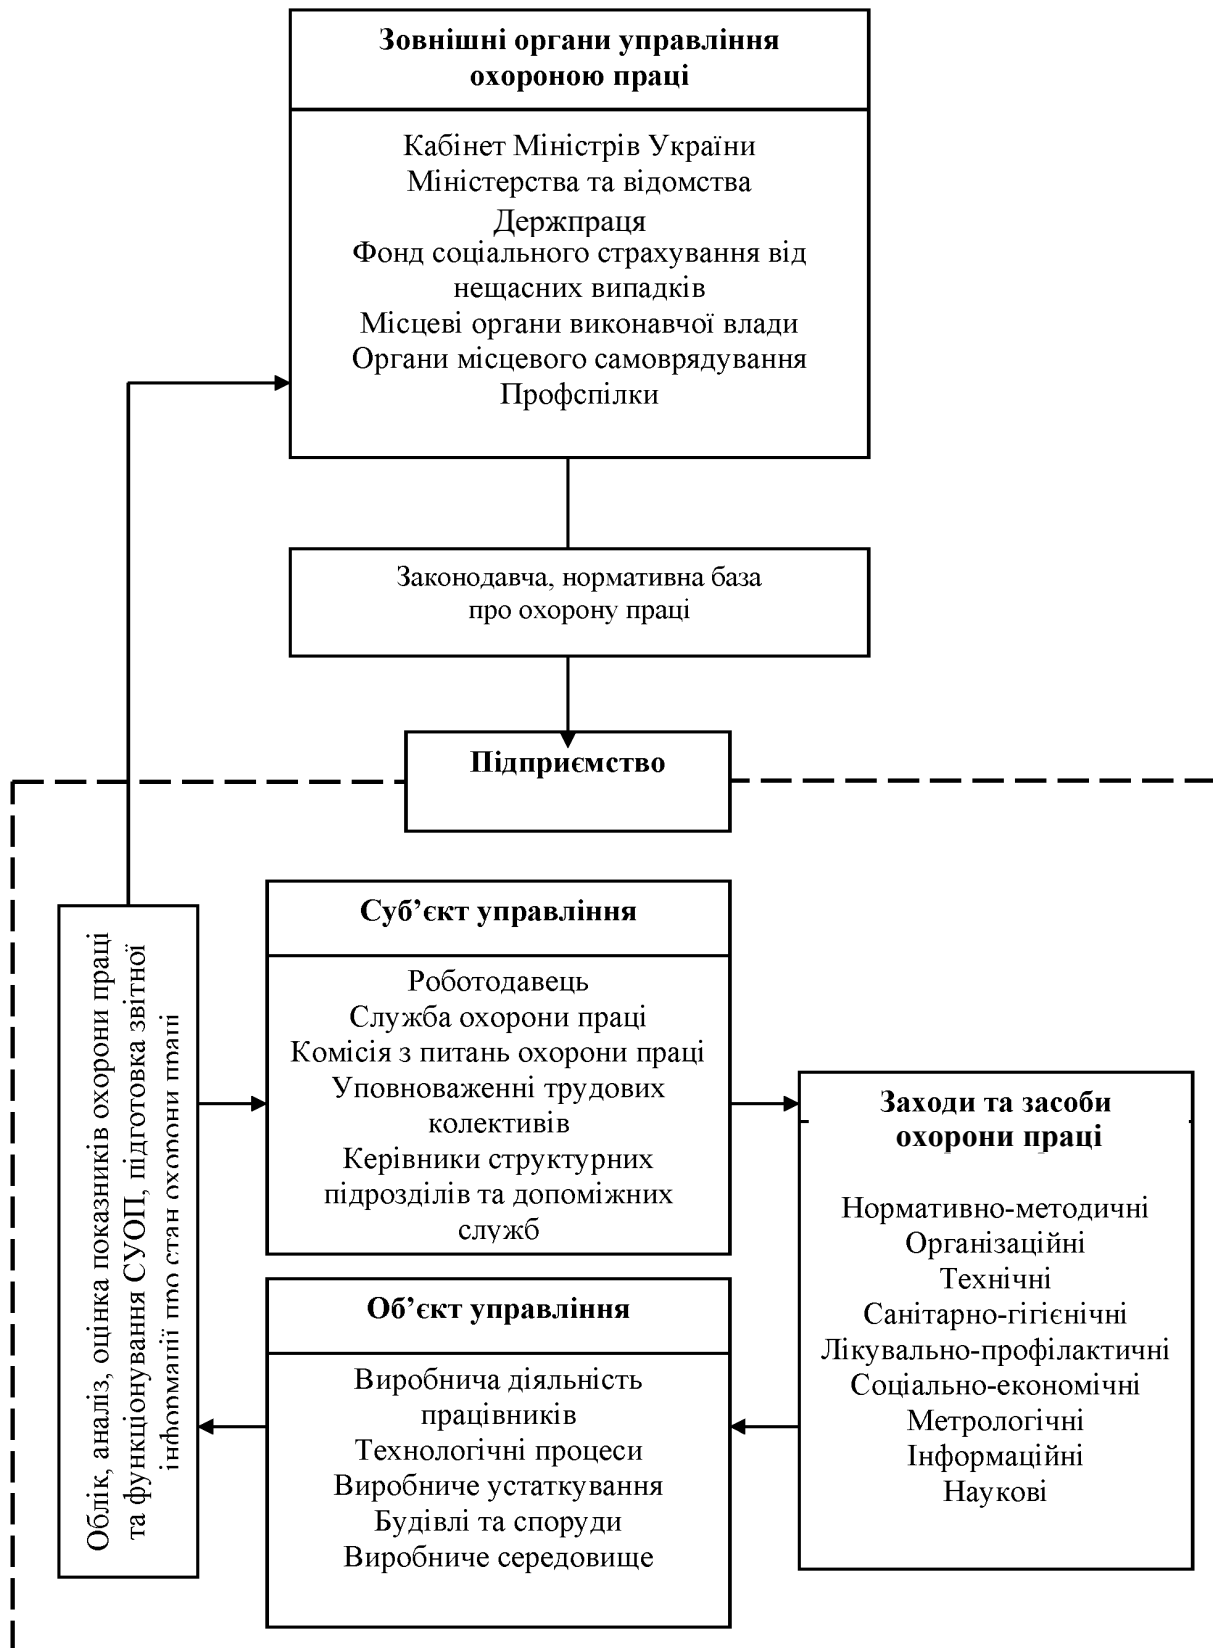 Зовнішні органи управління
охороною праці
Кабінет Міністрів України
Міністерства та відомства
Держпраця
Фонд соціального страхування від
нещасних випадків
Місцеві органи виконавчої влади
Органи місцевого самоврядування
Профспілки
Законодавча, нормативна база
про охорону праці
Підприємство
Облік, аналіз, оцінка показників охорони праці
та функціонування СУОП, підготовка звітної
інформації про стан охорони праці
Суб’єкт управління
Роботодавець
Служба охорони праці
Комісія з питань охорони праці
Уповноваженні трудових
колективів
Керівники структурних
підрозділів та допоміжних
служб
Об’єкт управління
Виробнича діяльність
працівників
Технологічні процеси
Виробниче устаткування
Будівлі та споруди
Виробниче середовище
Заходи та засоби
охорони праці
Нормативно-методичні
Організаційні
Технічні
Санітарно-гігієнічні
Лікувально-профілактичні
Соціально-економічні
Метрологічні
Інформаційні
Наукові